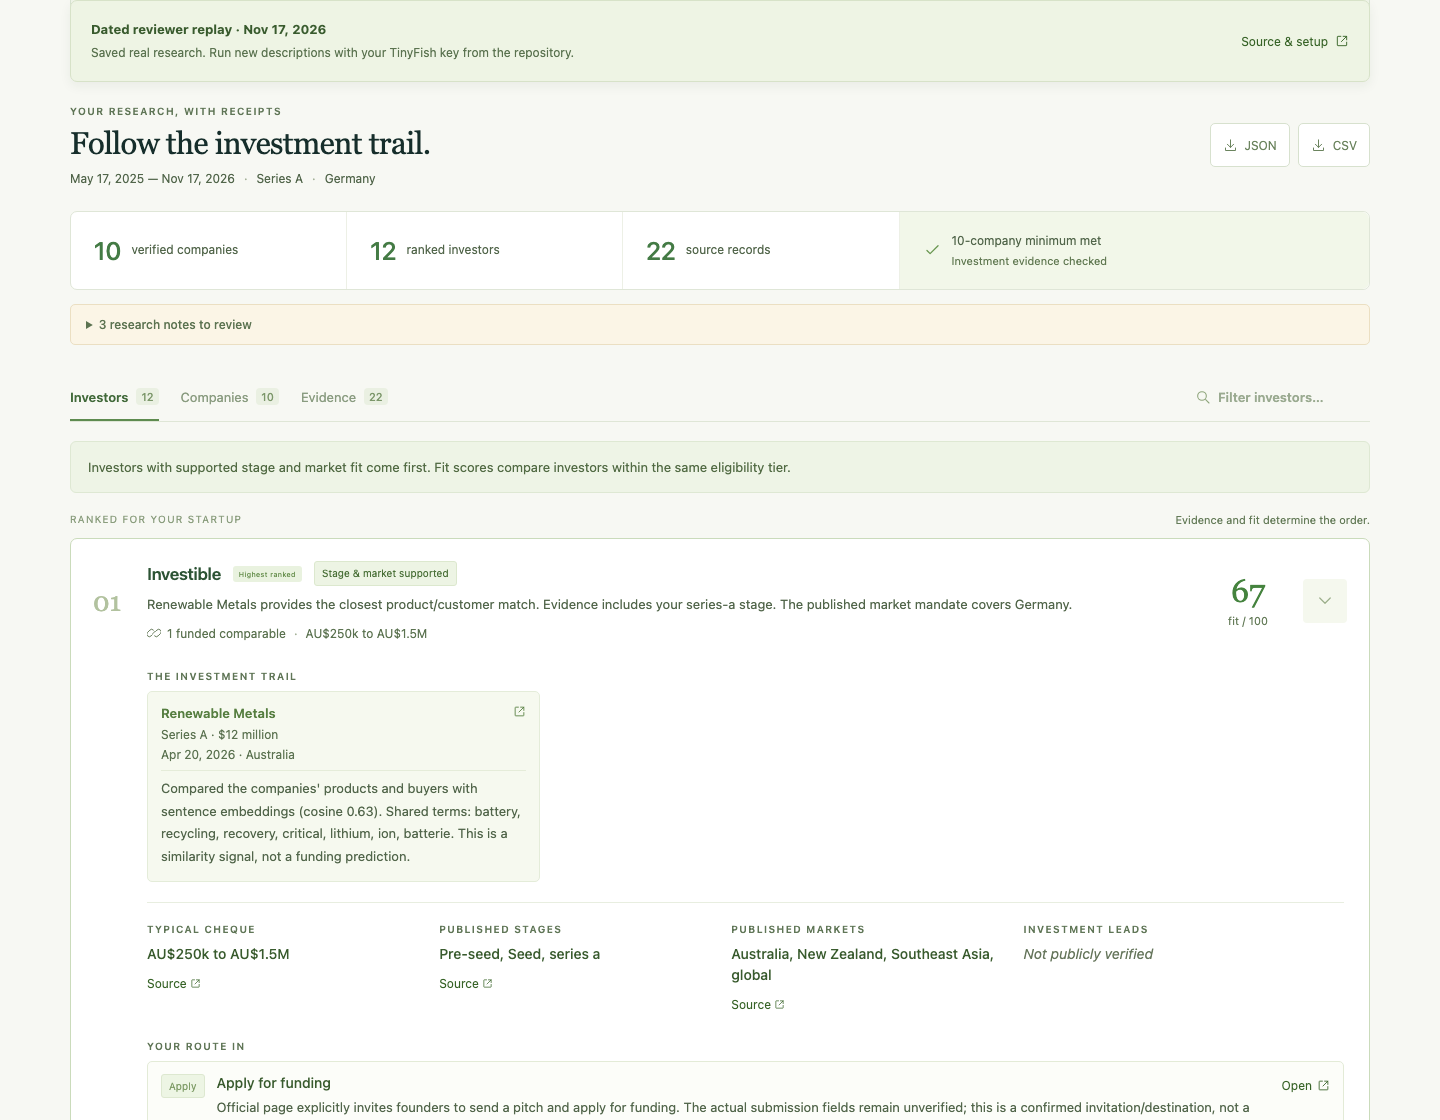 Dated reviewer replay · Nov 17, 2026
Saved real research. Run new descriptions with your TinyFish key from the repository.
Source & setup
YOUR RESEARCH, WITH RECEIPTS
Follow the investment trail.
JSON
CSV
May 17, 2025 — Nov 17, 2026 · Series A · Germany
10 verified companies
12 ranked investors
22 source records
10-company minimum met
Investment evidence checked
3 research notes to review
Investors 12
Companies 10
Evidence 22
Filter investors...
Investors with supported stage and market fit come first. Fit scores compare investors within the same eligibility tier.
RANKED FOR YOUR STARTUP
Evidence and fit determine the order.
01
Investible
Highest ranked
Stage & market supported
Renewable Metals provides the closest product/customer match. Evidence includes your series-a stage. The published market mandate covers Germany.
1 funded comparable · AU$250k to AU$1.5M
67
fit / 100
THE INVESTMENT TRAIL
Renewable Metals
Series A · $12 million
Apr 20, 2026 · Australia
Compared the companies' products and buyers with
sentence embeddings (cosine 0.63). Shared terms: battery,
recycling, recovery, critical, lithium, ion, batterie. This is a
similarity signal, not a funding prediction.
TYPICAL CHEQUE
AU$250k to AU$1.5M
Source
PUBLISHED STAGES
Pre-seed, Seed, series a
Source
PUBLISHED MARKETS
Australia, New Zealand, Southeast Asia,
global
Source
INVESTMENT LEADS
Not publicly verified
YOUR ROUTE IN
Apply
Apply for funding
Open
Official page explicitly invites founders to send a pitch and apply for funding. The actual submission fields remain unverified; this is a confirmed invitation/destination, not a